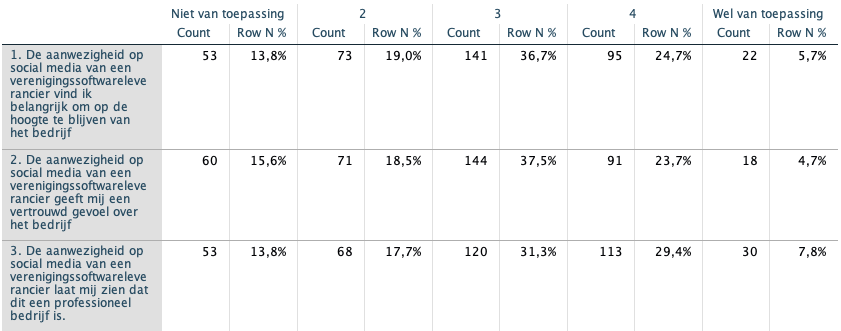 Niet van toepassing 2 3 4 Wel van toepassing
Count Row N % Count Row N % Count Row N % Count Row N % Count Row N %
1. De aanwezigheid op 53 13,8% 73 19,0% 141 36,7% 95 24,7% 22 5,7%
social media van een
verenigingssoftwareleve
rancier vind ik
belangrijk om op de
hoogte te blijven van
het bedrijf
2. De aanwezigheid op 60 15,6% 71 18,5% 144 37,5% 91 23,7% 18 4,7%
social media van een
verenigingssoftwareleve
rancier geeft mij een
vertrouwd gevoel over
het bedrijf
3. De aanwezigheid op 53 13,8% 68 17,7% 120 31,3% 113 29,4% 30 7,8%
social media van een
verenigingssoftwareleve
rancier laat mij zien dat
dit een professioneel
bedrijf is.